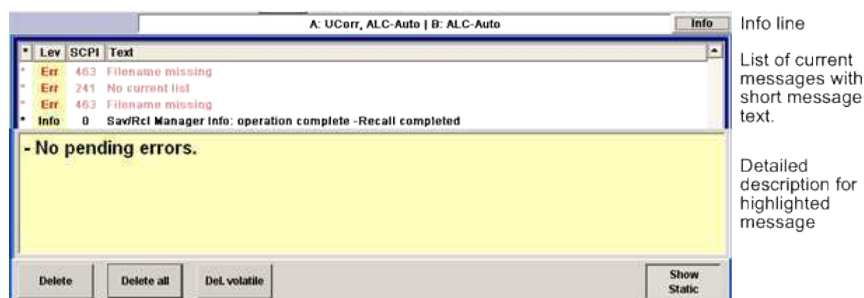 A: UCorr, ALC-Auto | B: ALC-Auto
Info
Info line
* Lev SCPI Text
* Err 463 Filename missing
* Err 241 No current list
* Err 463 Filename missing
* Info 0 Sav/Rcl Manager Info: operation complete -Recall completed
List of current
messages with
short message
text.
- No pending errors.
Detailed
description for
highlighted
message
Delete
Delete all
Del. volatile
Show
Static